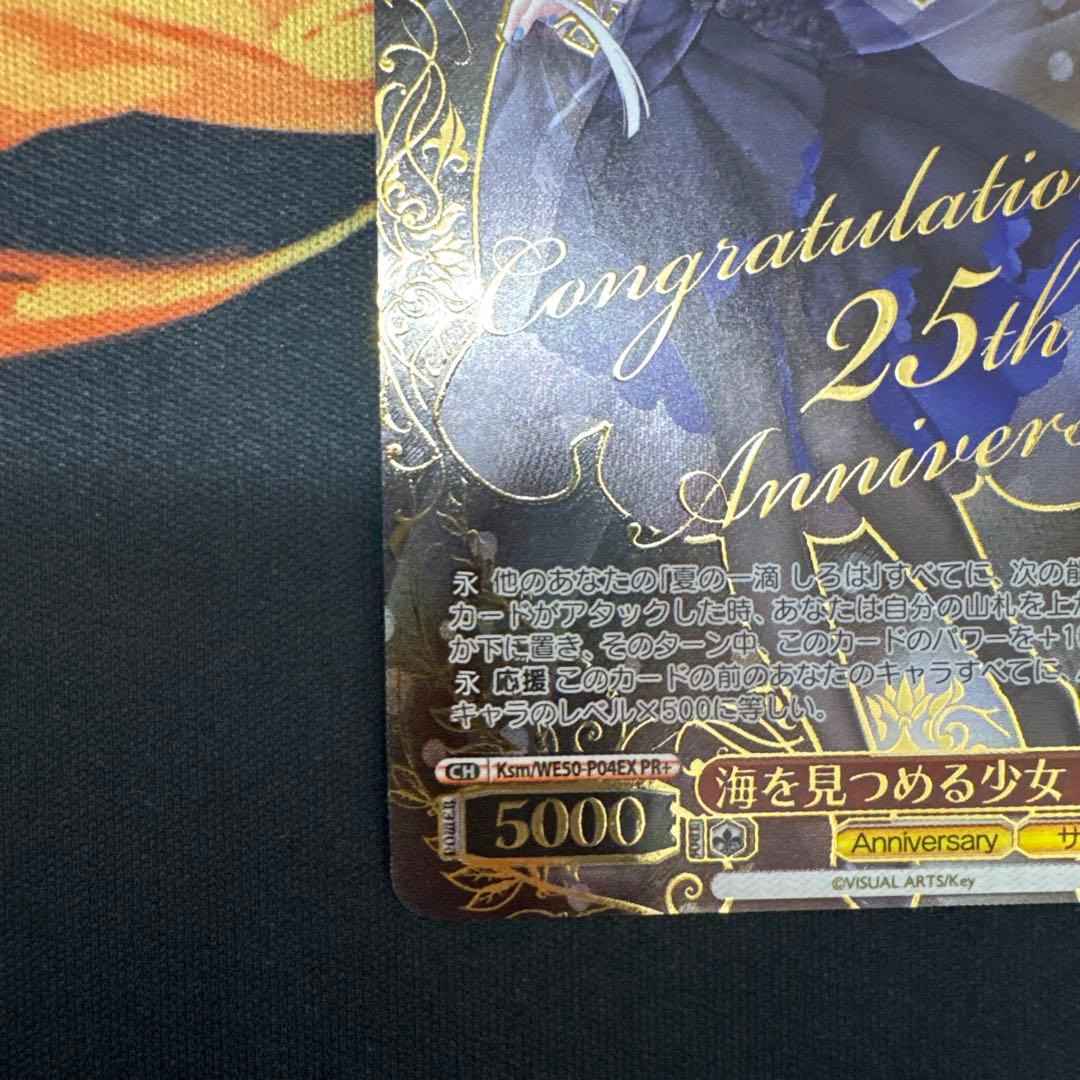 Congratulatio
25th
Annivers
永 他のあなたの「夏の一滴 しろは」すべてに、次の能
カードがアタックした時、あなたは自分の山札を上か
か下に置き、そのターン中、このカードのパワーを＋10
永 応援 このカードの前のあなたのキャラすべてに、
キャラのレベル×500に等しい。
CH Ksm/WE50-P04EX PR+
海を見つめる少女
POWER 5000
Anniversary サ
©VISUAL ARTS/Key